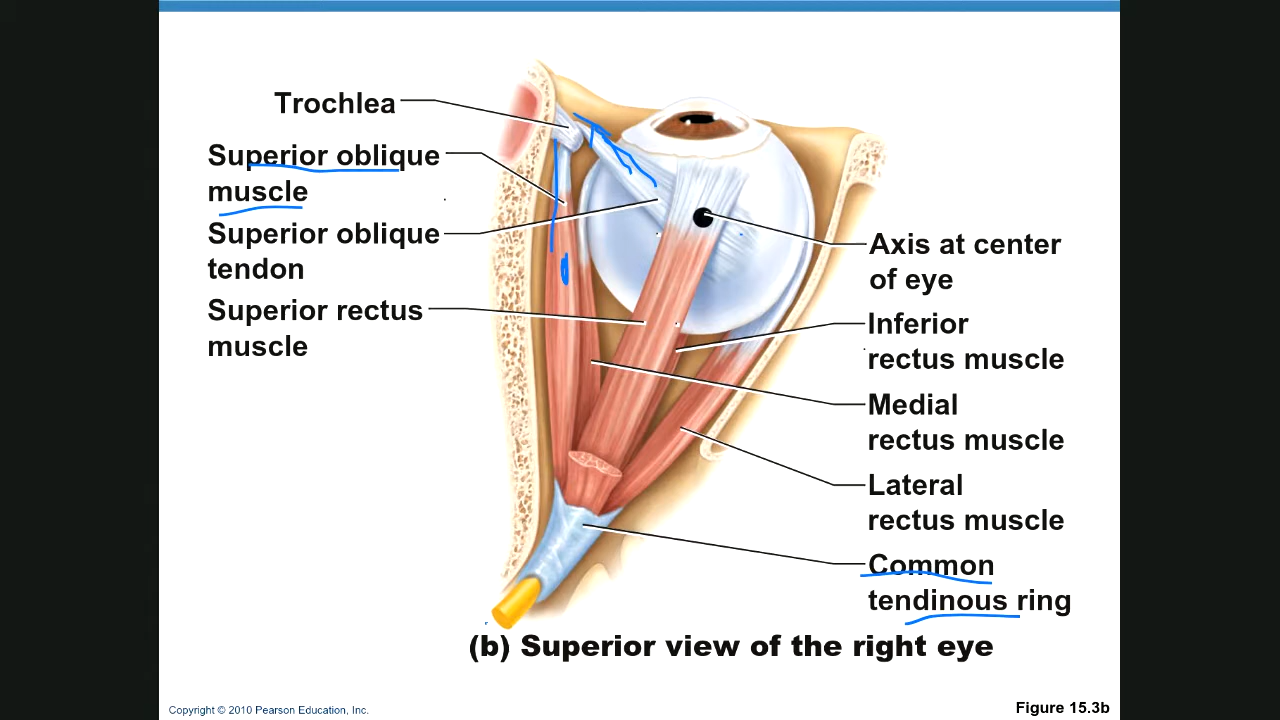 Trochlea
Superior oblique
muscle
Superior oblique
tendon
Superior rectus
muscle
Axis at center
of eye
Inferior
rectus muscle
Medial
rectus muscle
Lateral
rectus muscle
Common
tendinous ring
(b) Superior view of the right eye
Copyright © 2010 Pearson Education, Inc.
Figure 15.3b